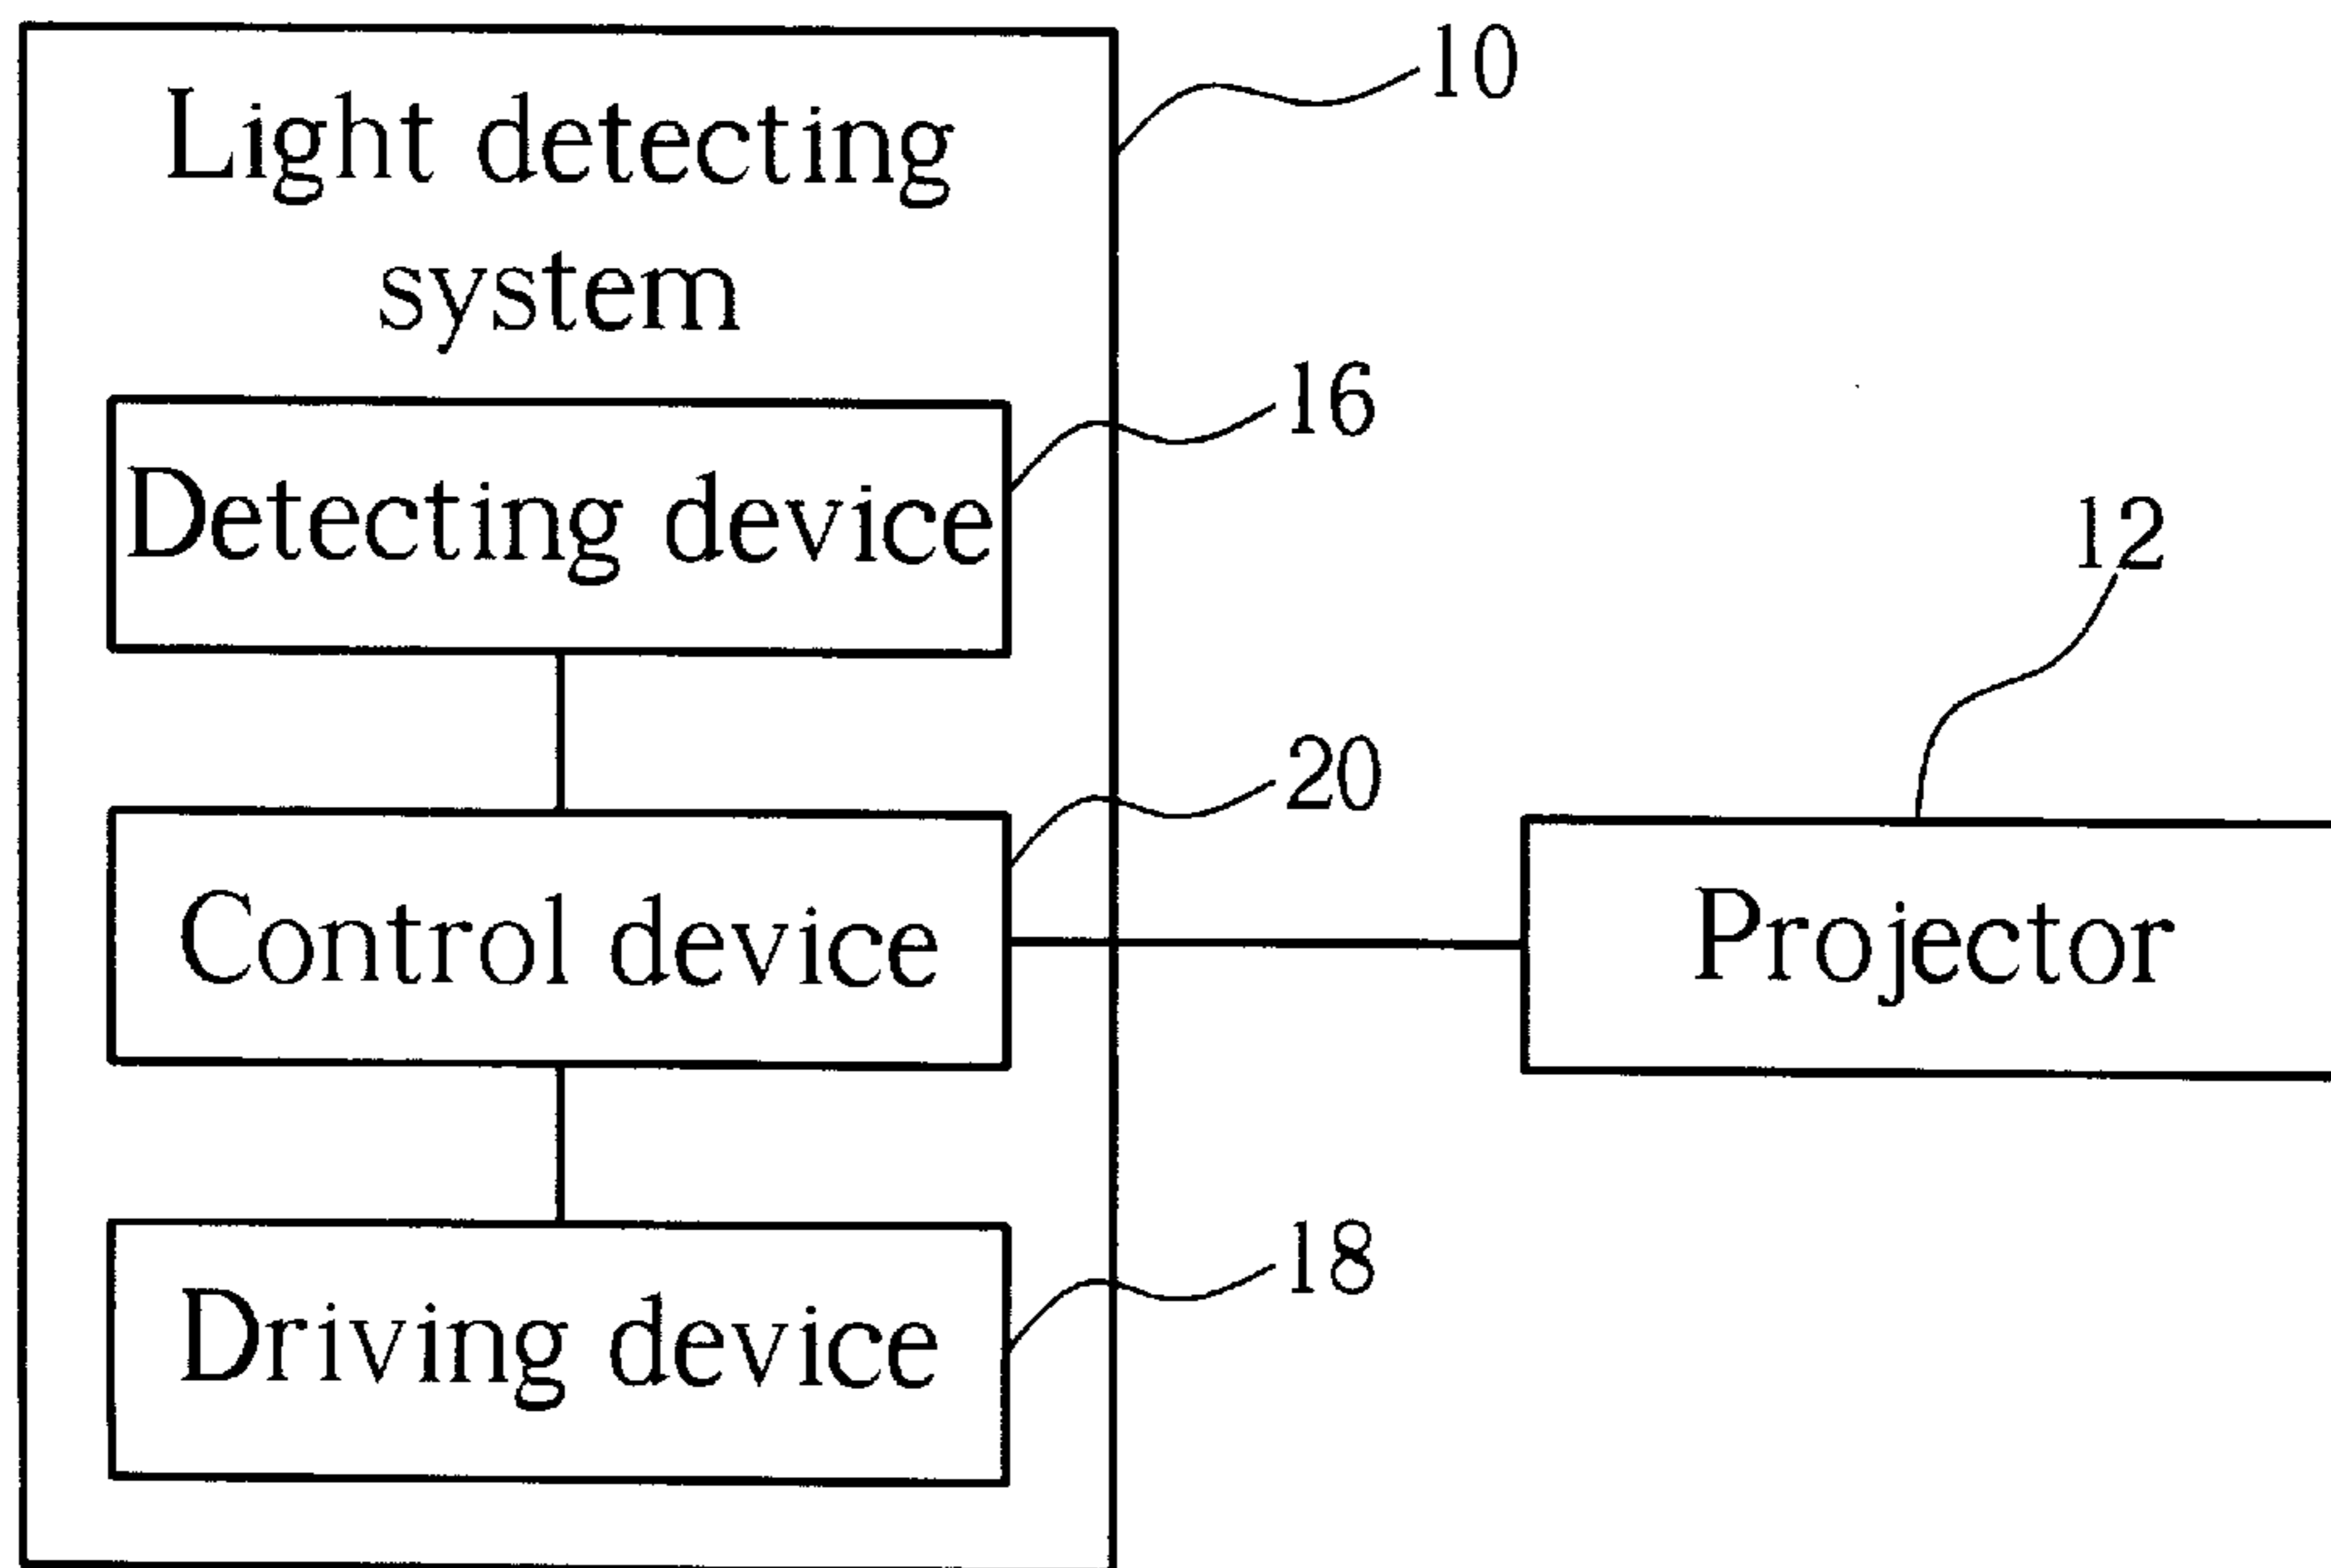 10
Light detecting
system
16
Detecting device
12
20
Control device
Projector
18
Driving device